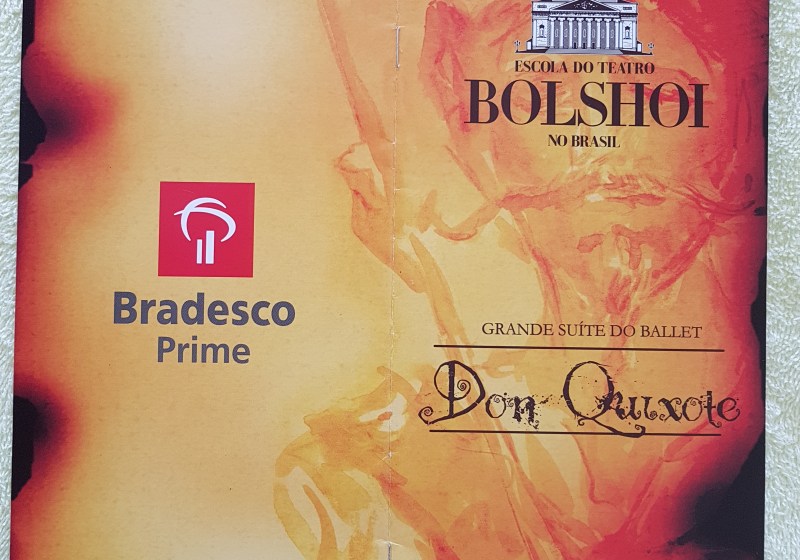 Bradesco
Prime
ESCOLA DO TEATRO
BOLSHOI
NO BRASIL
GRANDE SUÍTE DO BALLET
Don Quixote